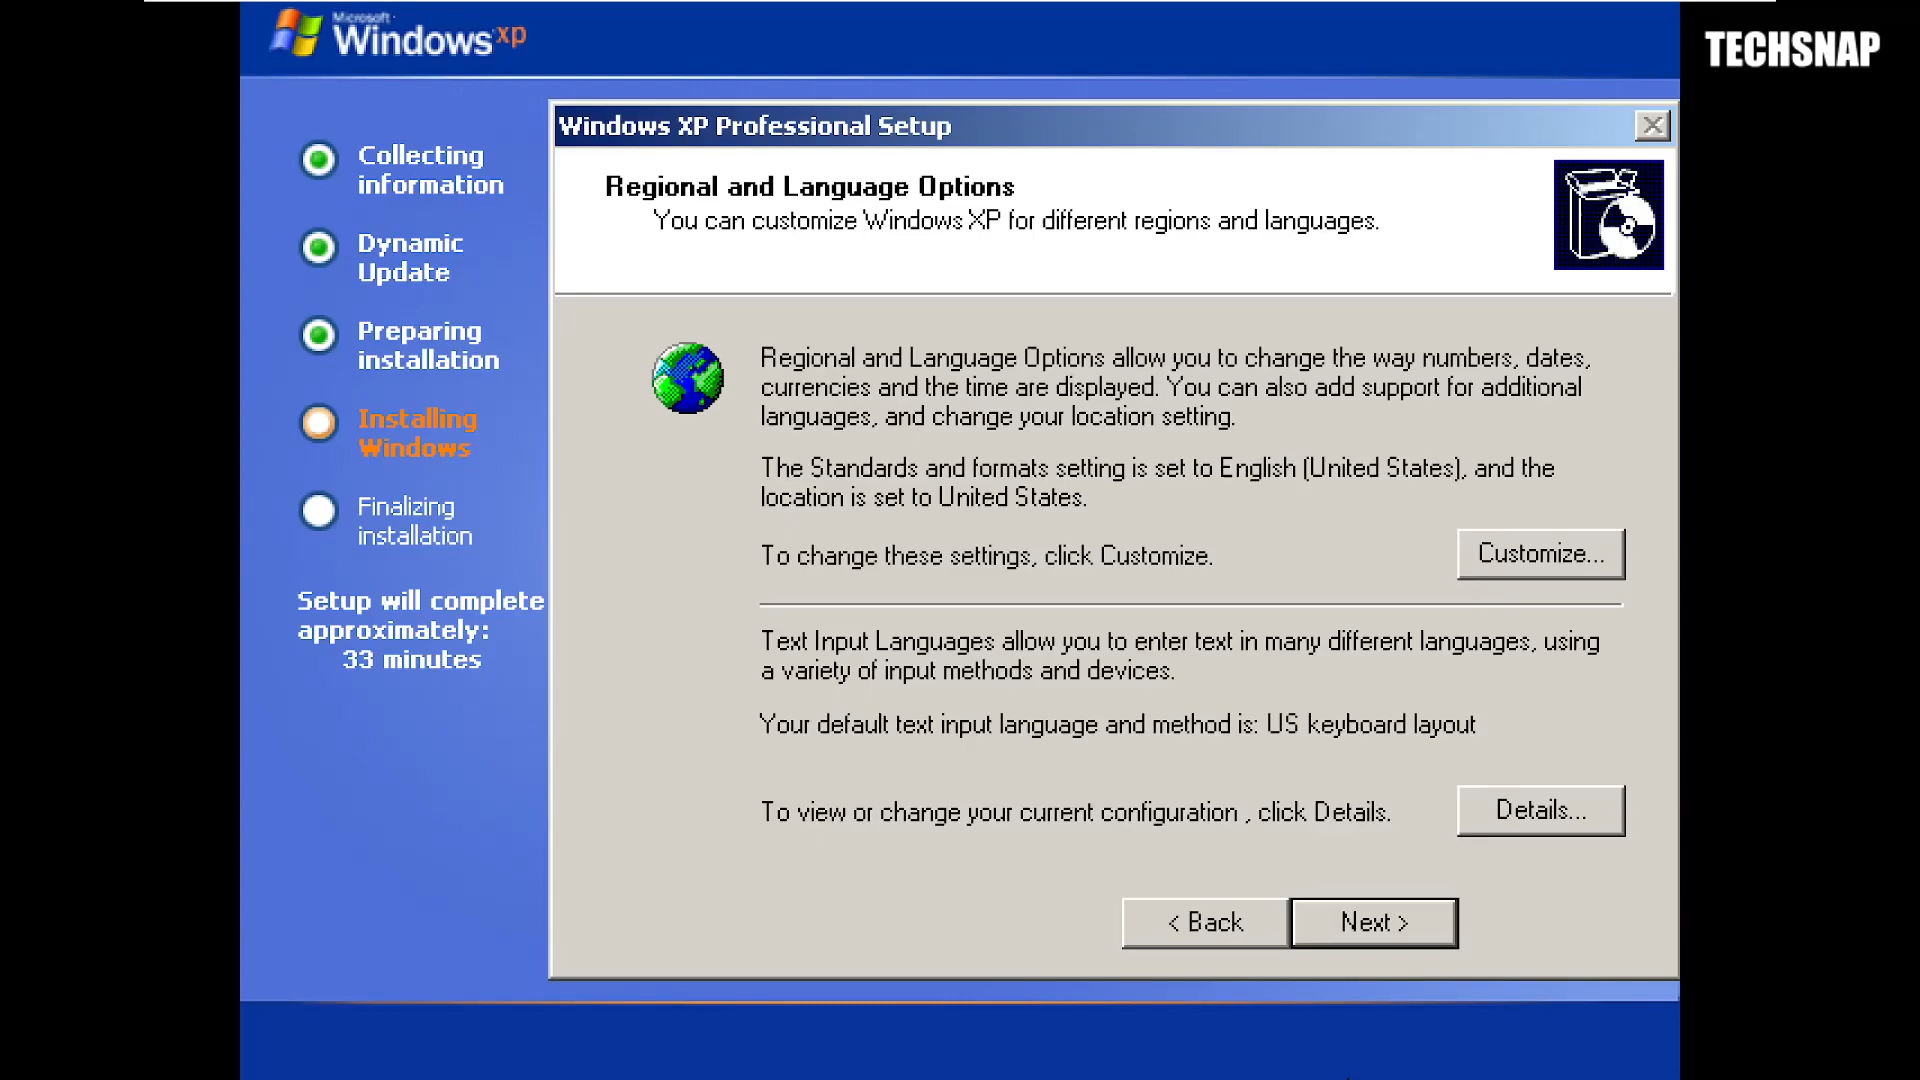 Microsoft
Windows xp
TECHSNAP
Collecting
information
Dynamic
Update
Preparing
installation
Installing
Windows
Finalizing
installation
Setup will complete
approximately:
33 minutes
Windows XP Professional Setup
Regional and Language Options
You can customize Windows XP for different regions and languages.
Regional and Language Options allow you to change the way numbers, dates,
currencies and the time are displayed. You can also add support for additional
languages, and change your location setting.
The Standards and formats setting is set to English (United States), and the
location is set to United States.
To change these settings, click Customize.
Customize...
Text Input Languages allow you to enter text in many different languages, using
a variety of input methods and devices.
Your default text input language and method is: US keyboard layout
To view or change your current configuration , click Details.
Details...
< Back
Next >